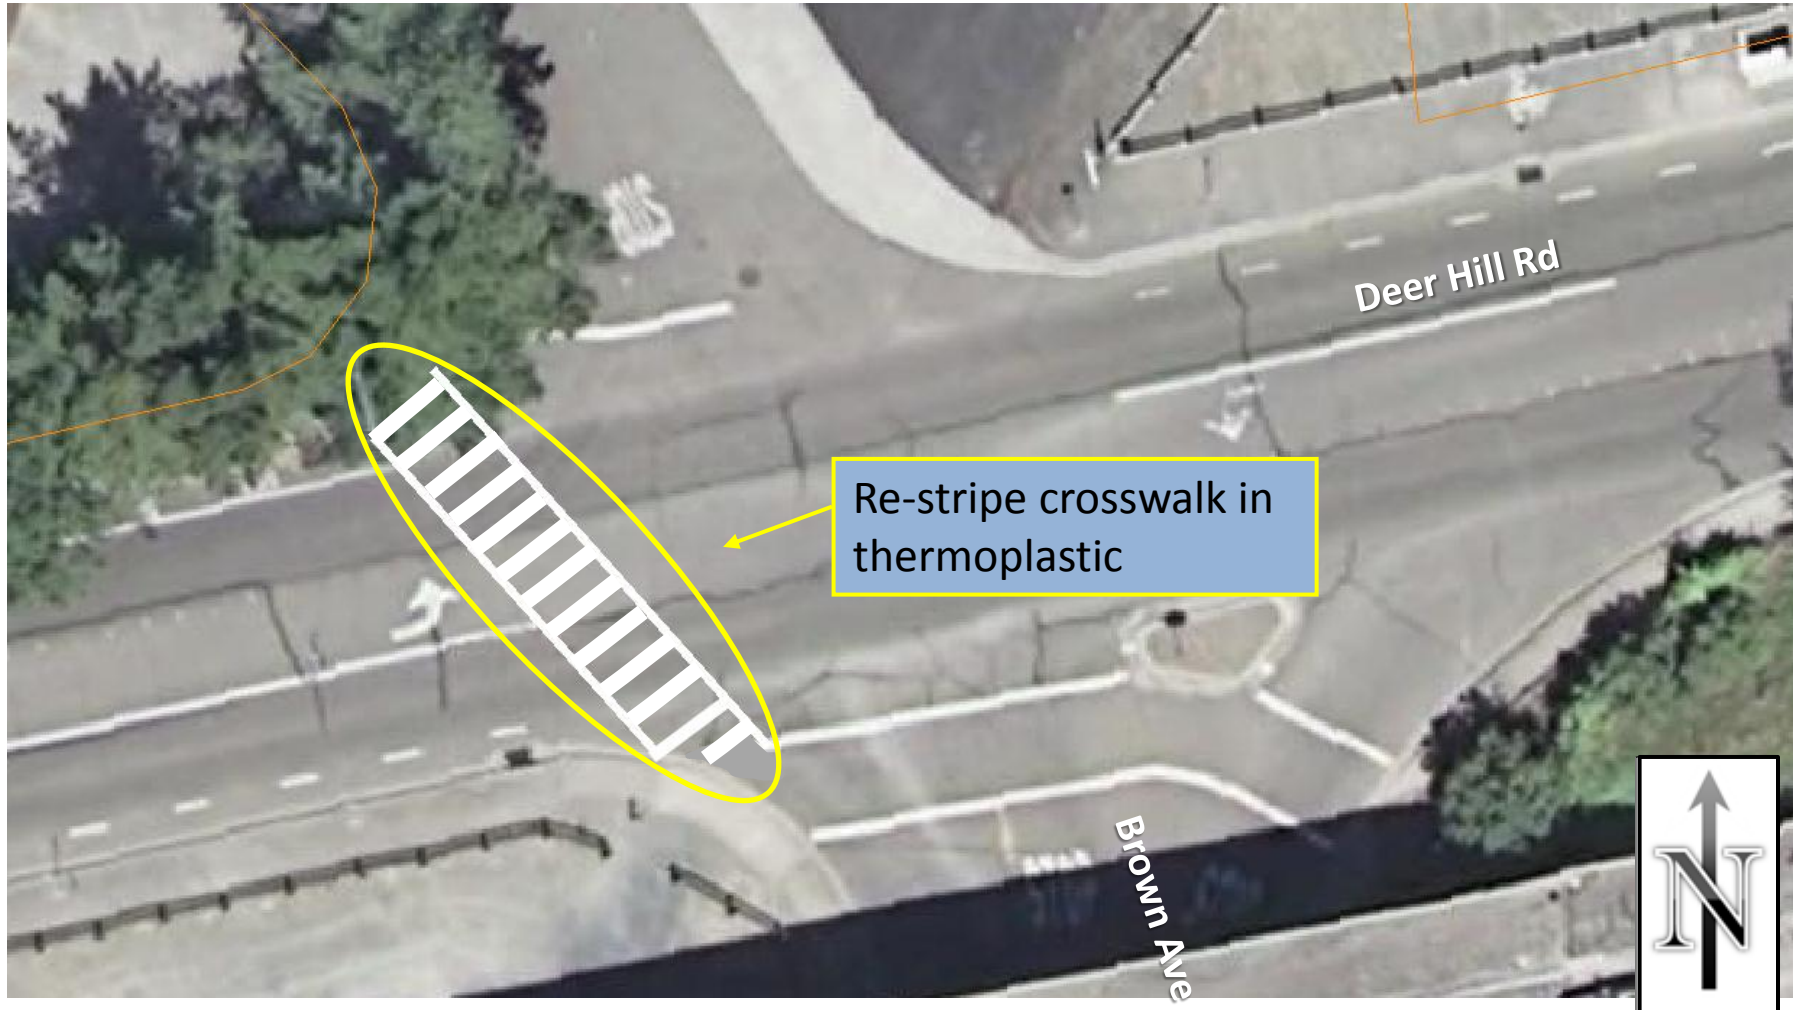 Deer Hill Rd
Re-stripe crosswalk in
thermoplastic
Brown Ave
N